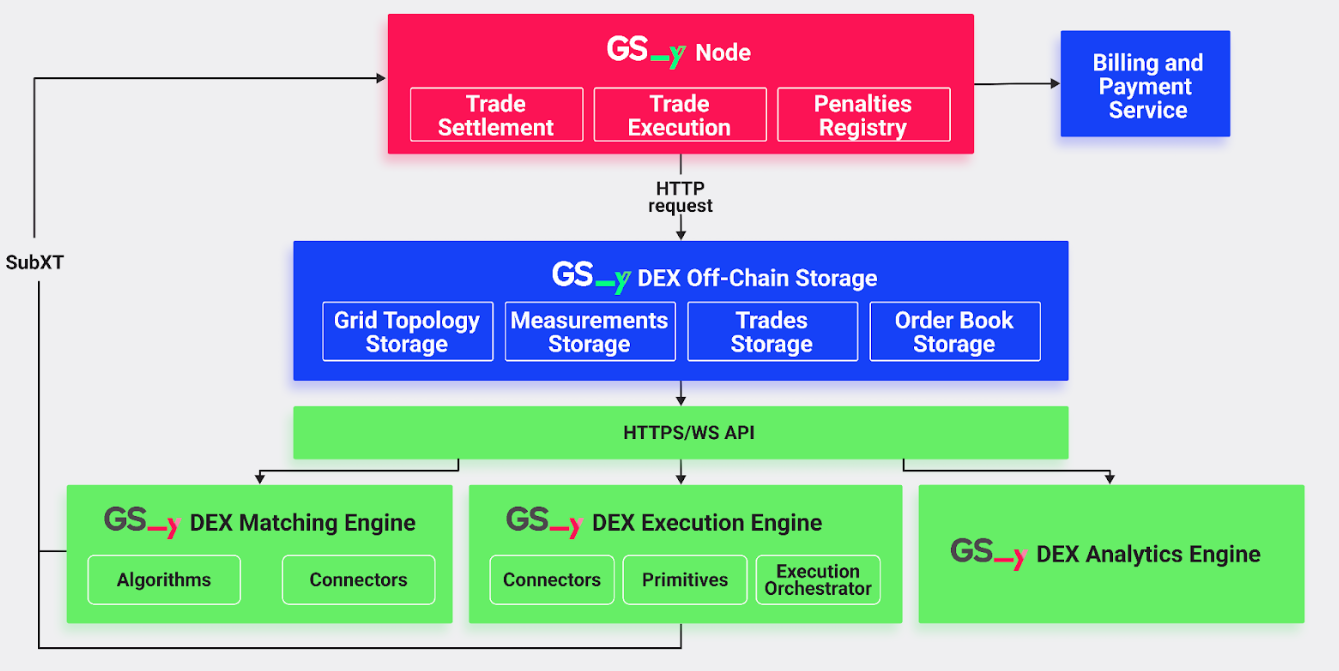 GS_y Node
Billing and
Payment
Service
Trade
Settlement
Trade
Execution
Penalties
Registry
HTTP
request
SubXT
GS_y DEX Off-Chain Storage
Grid Topology
Storage
Measurements
Storage
Trades
Storage
Order Book
Storage
HTTPS/WS API
GS_y DEX Matching Engine
Algorithms
Connectors
GS_y DEX Execution Engine
Connectors
Primitives
Execution
Orchestrator
GS_y DEX Analytics Engine